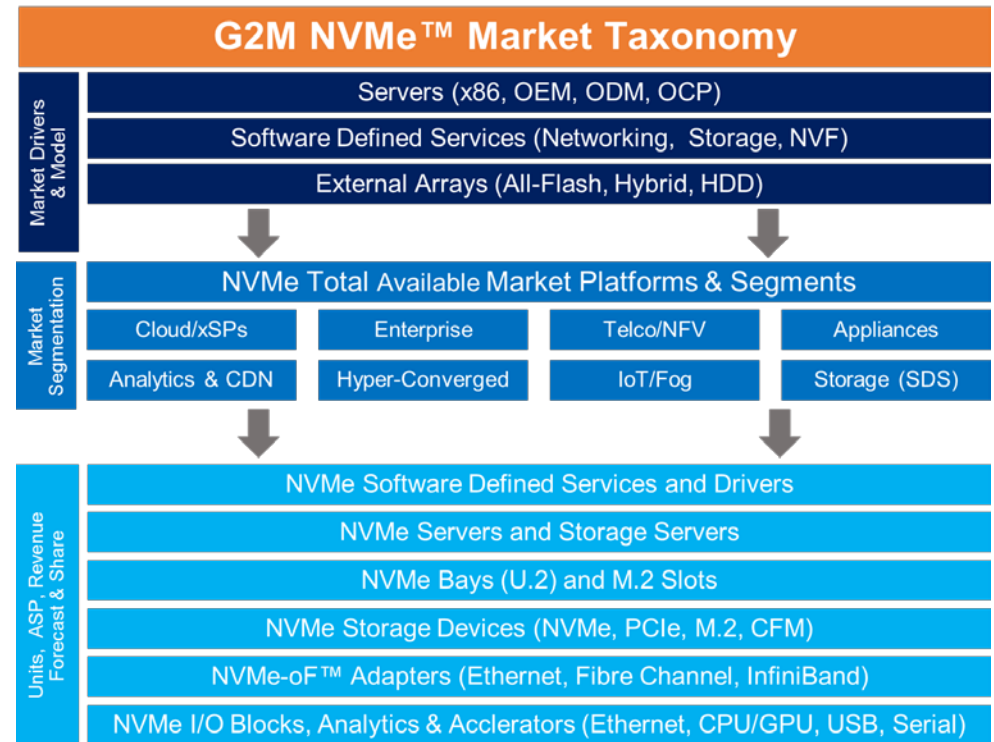 G2M NVMe™ Market Taxonomy
Market Drivers
& Model
Servers (x86, OEM, ODM, OCP)
Software Defined Services (Networking, Storage, NVF)
External Arrays (All-Flash, Hybrid, HDD)
Market
Segmentation
NVMe Total Available Market Platforms & Segments
Cloud/xSPs
Enterprise
Telco/NFV
Appliances
Analytics & CDN
Hyper-Converged
IoT/Fog
Storage (SDS)
Units, ASP, Revenue
Forecast & Share
NVMe Software Defined Services and Drivers
NVMe Servers and Storage Servers
NVMe Bays (U.2) and M.2 Slots
NVMe Storage Devices (NVMe, PCIe, M.2, CFM)
NVMe-oF™ Adapters (Ethernet, Fibre Channel, InfiniBand)
NVMe I/O Blocks, Analytics & Acclerators (Ethernet, CPU/GPU, USB, Serial)